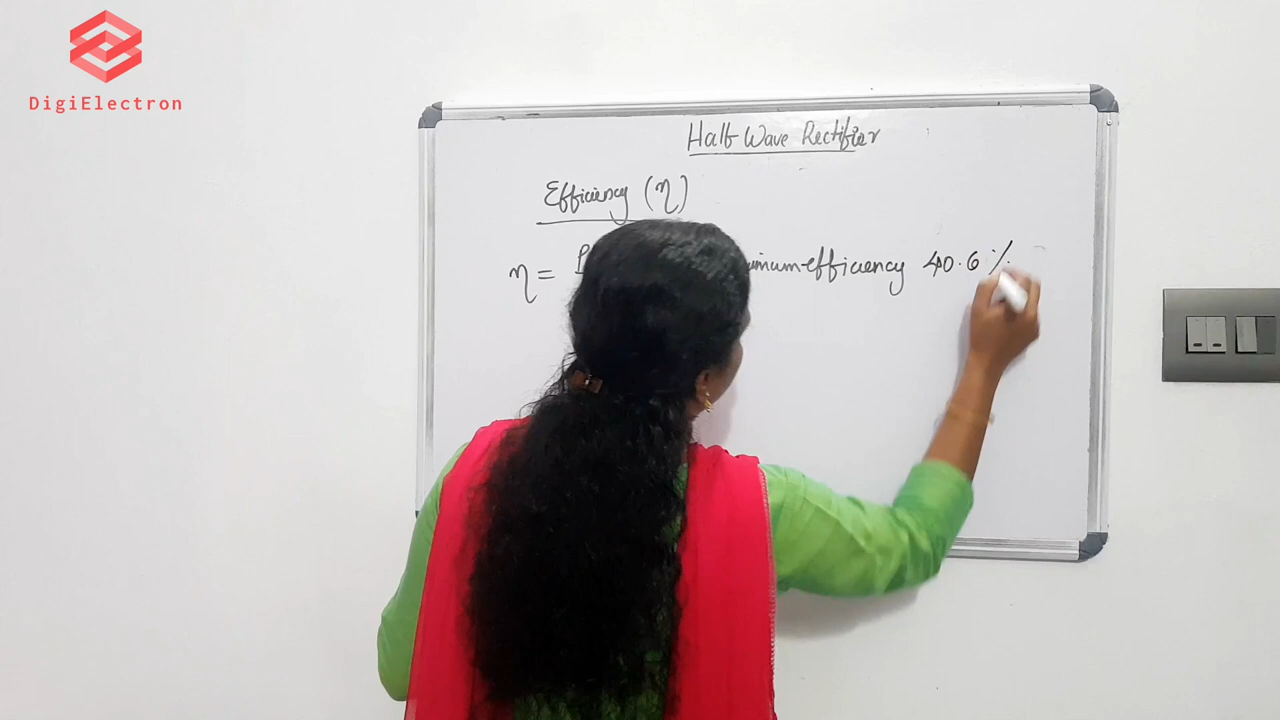 DigiElectron
Half Wave Rectifier
Efficiency (η)
η = efficiency 40.6 %